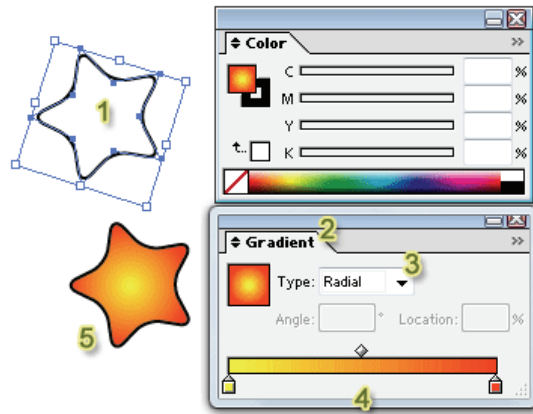 Color
C %
M %
Y %
K %
t..
1
2
Gradient
3
Type: Radial
Angle: ° Location: %
4
5